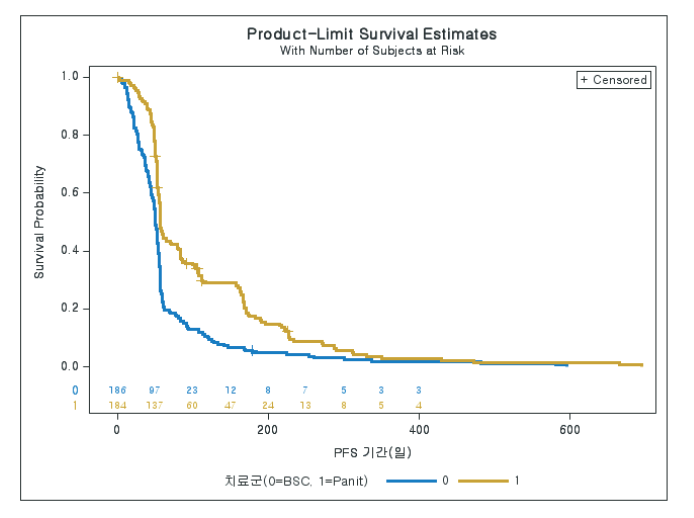 Product-Limit Survival Estimates
With Number of Subjects at Risk
+ Censored
Survival Probability
1.0
0.8
0.6
0.4
0.2
0.0
0 186 97 23 12 8 7 5 3 3
1 184 137 60 47 24 13 8 5 4
0 200 400 600
PFS 기간(일)
치료군(0=BSC, 1=Panit) 0 1